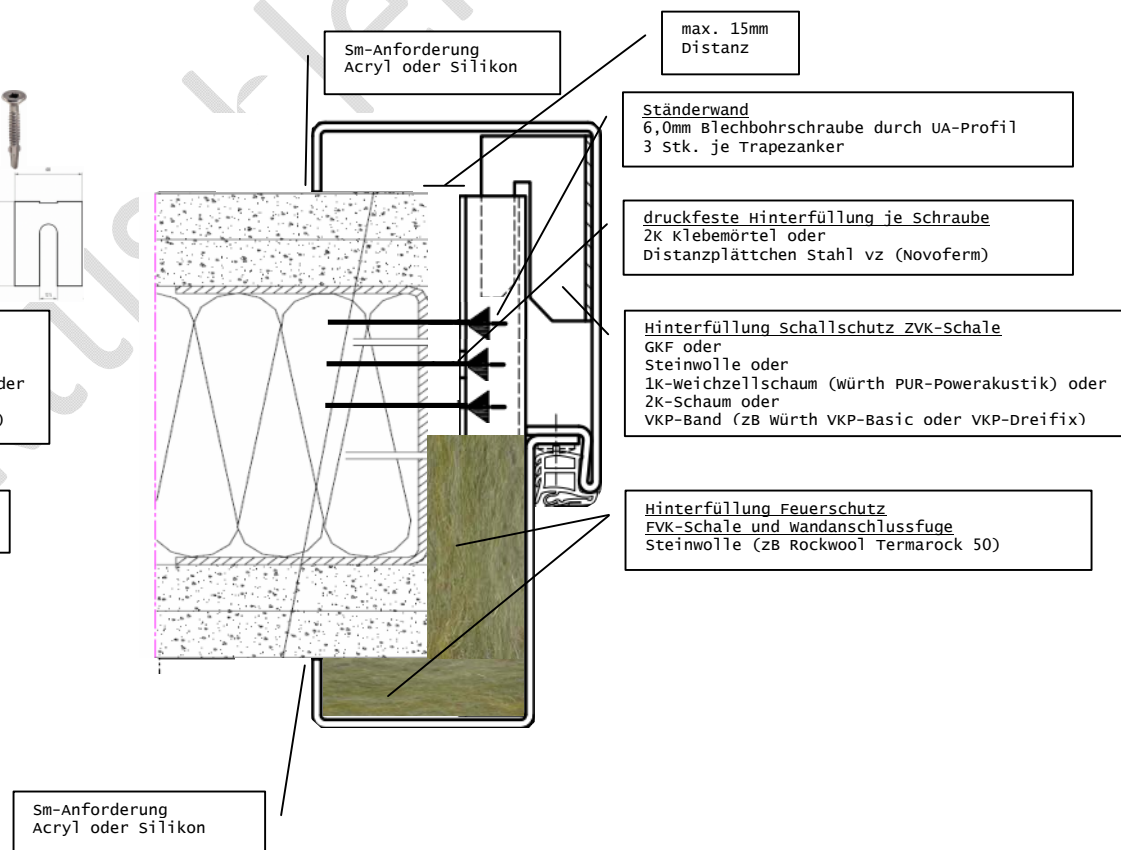 Sm-Anforderung
Acryl oder Silikon
max. 15mm
Distanz
Ständerwand
6,0mm Blechbohrschraube durch UA-Profil
3 Stk. je Trapezanker
druckfeste Hinterfüllung je Schraube
2K Klebemörtel oder
Distanzplättchen Stahl vz (Novoferm)
Hinterfüllung Schallschutz ZVK-Schale
GKF oder
Steinwolle oder
1K-Weichzellschaum (Würth PUR-Powerakustik) oder
2K-Schaum oder
VKP-Band (zB Würth VKP-Basic oder VKP-Dreifix)
Hinterfüllung Feuerschutz
FVK-Schale und Wandanschlussfuge
Steinwolle (zB Rockwool Termarock 50)
der
)
Sm-Anforderung
Acryl oder Silikon